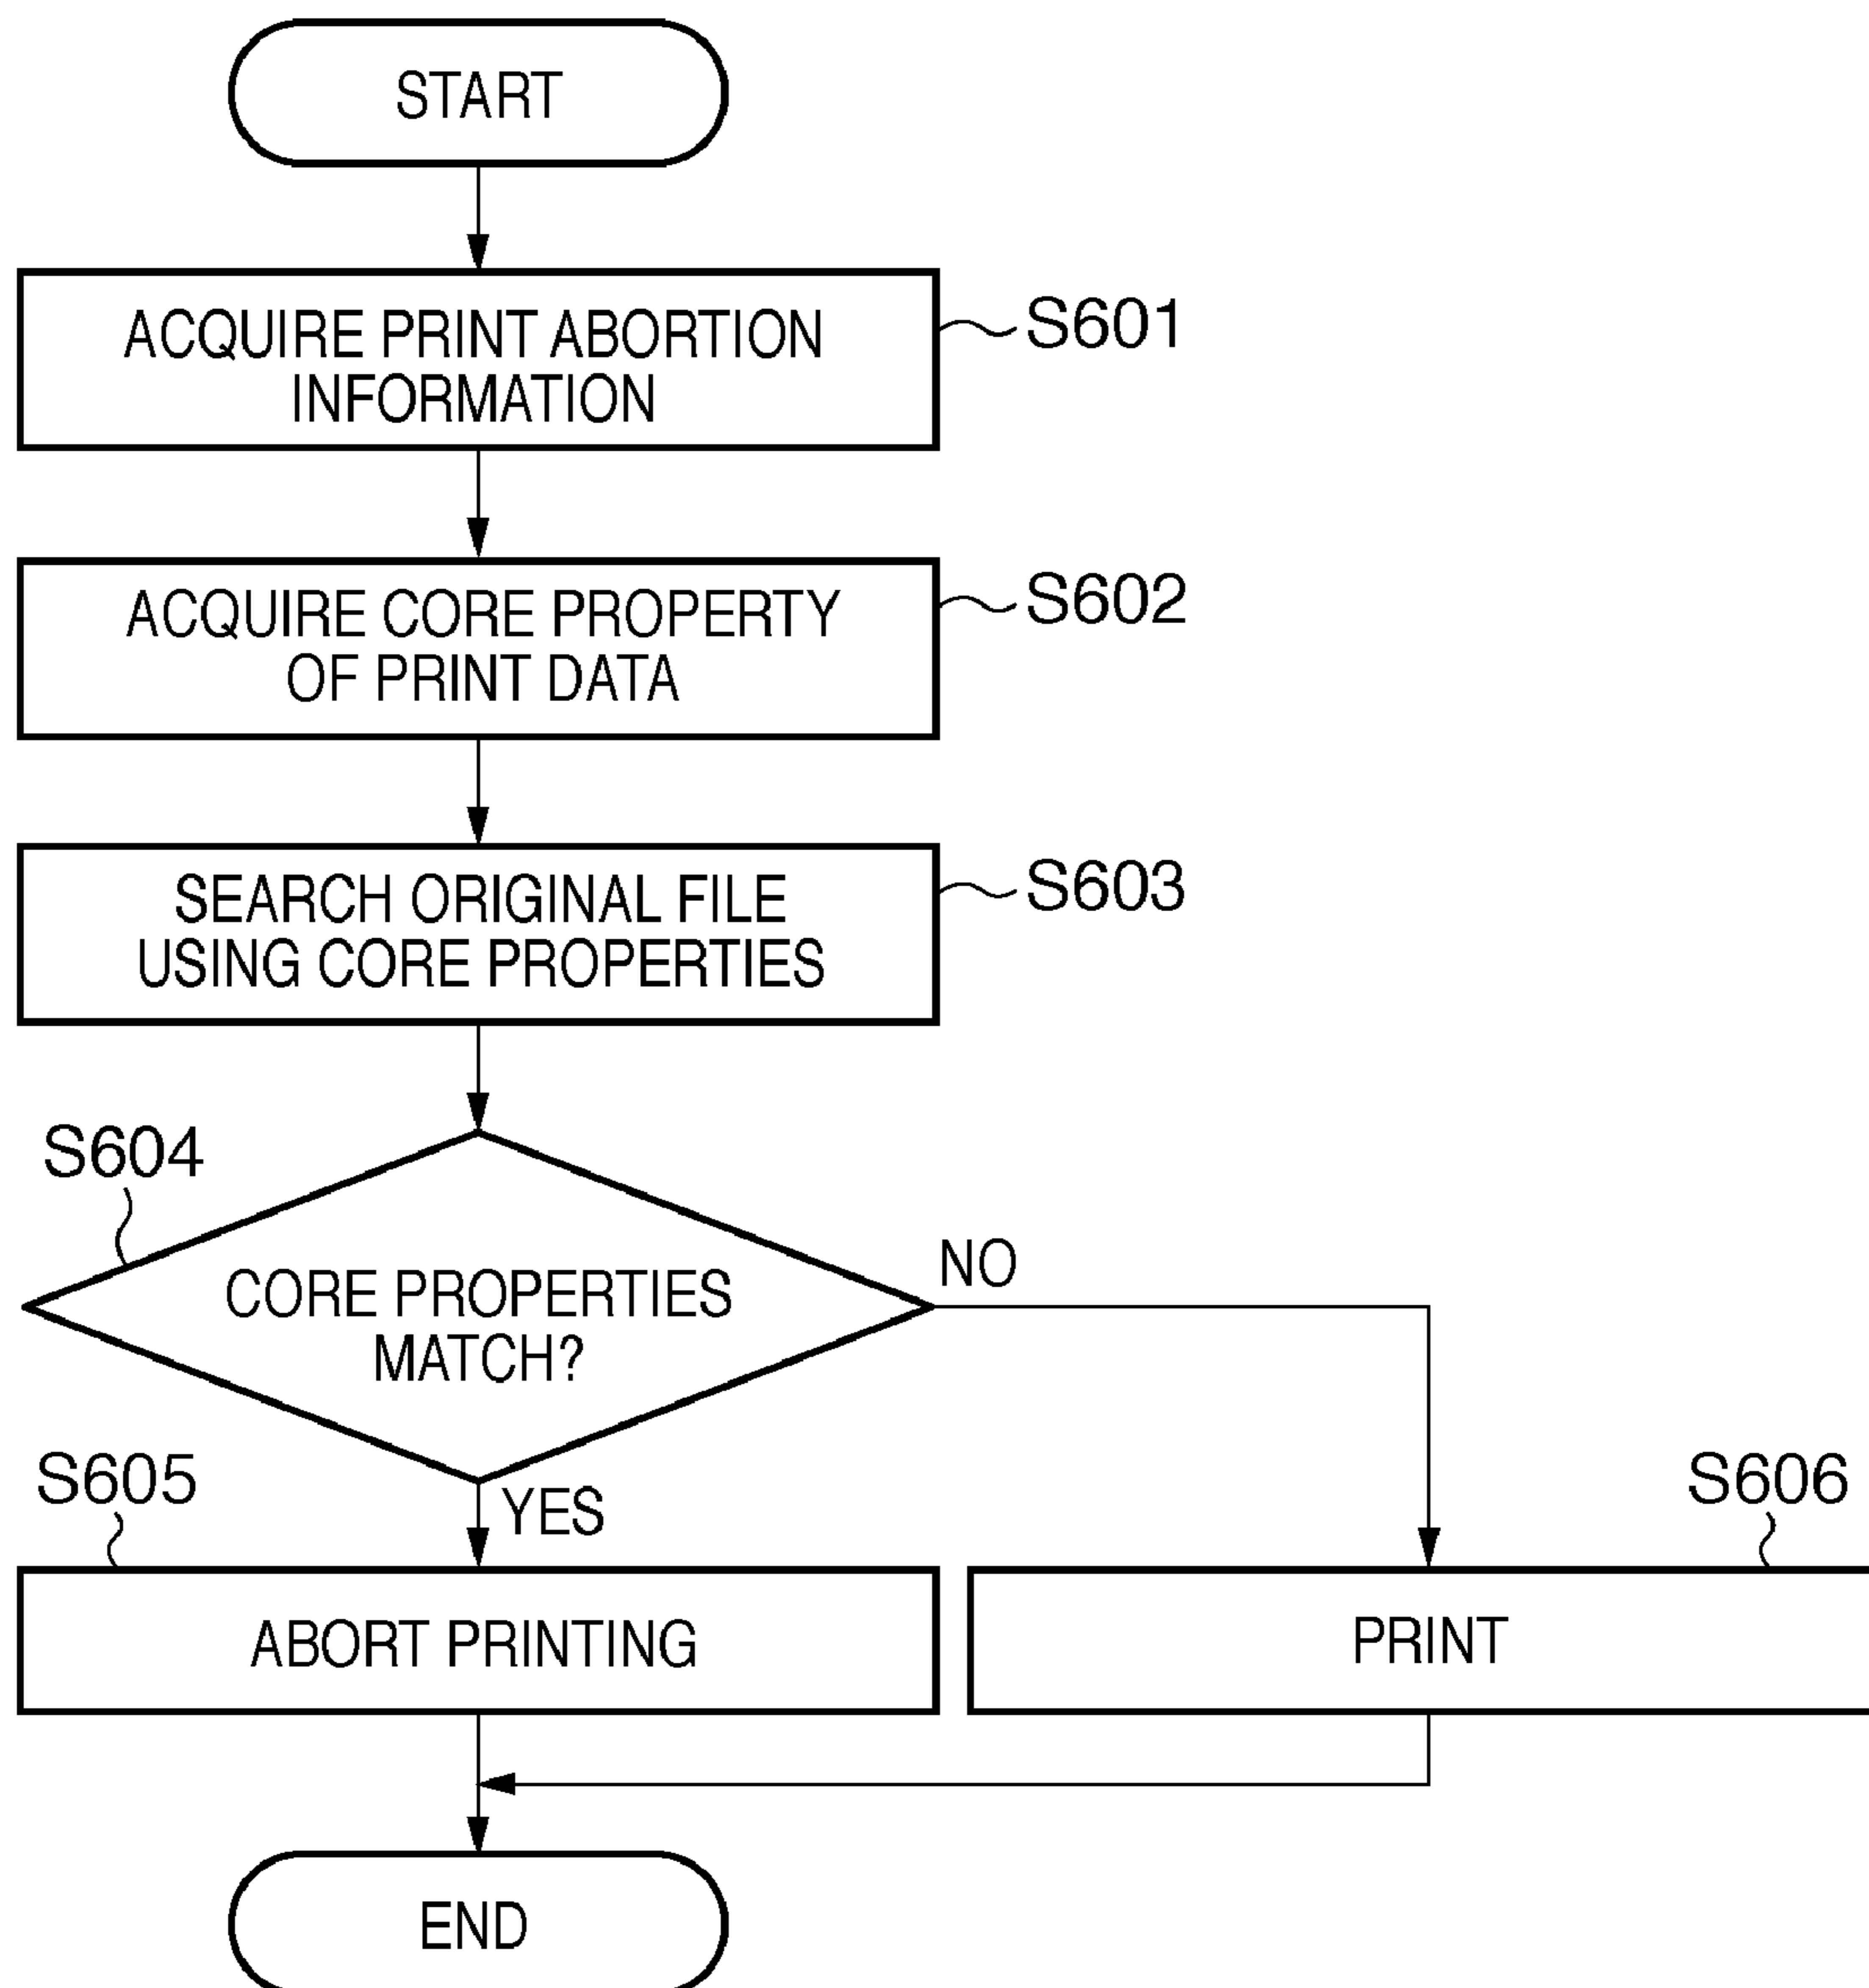 START
ACQUIRE PRINT ABORTION
INFORMATION
S601
ACQUIRE CORE PROPERTY
OF PRINT DATA
S602
SEARCH ORIGINAL FILE
USING CORE PROPERTIES
S603
S604
CORE PROPERTIES
MATCH?
NO
YES
S605
ABORT PRINTING
S606
PRINT
END